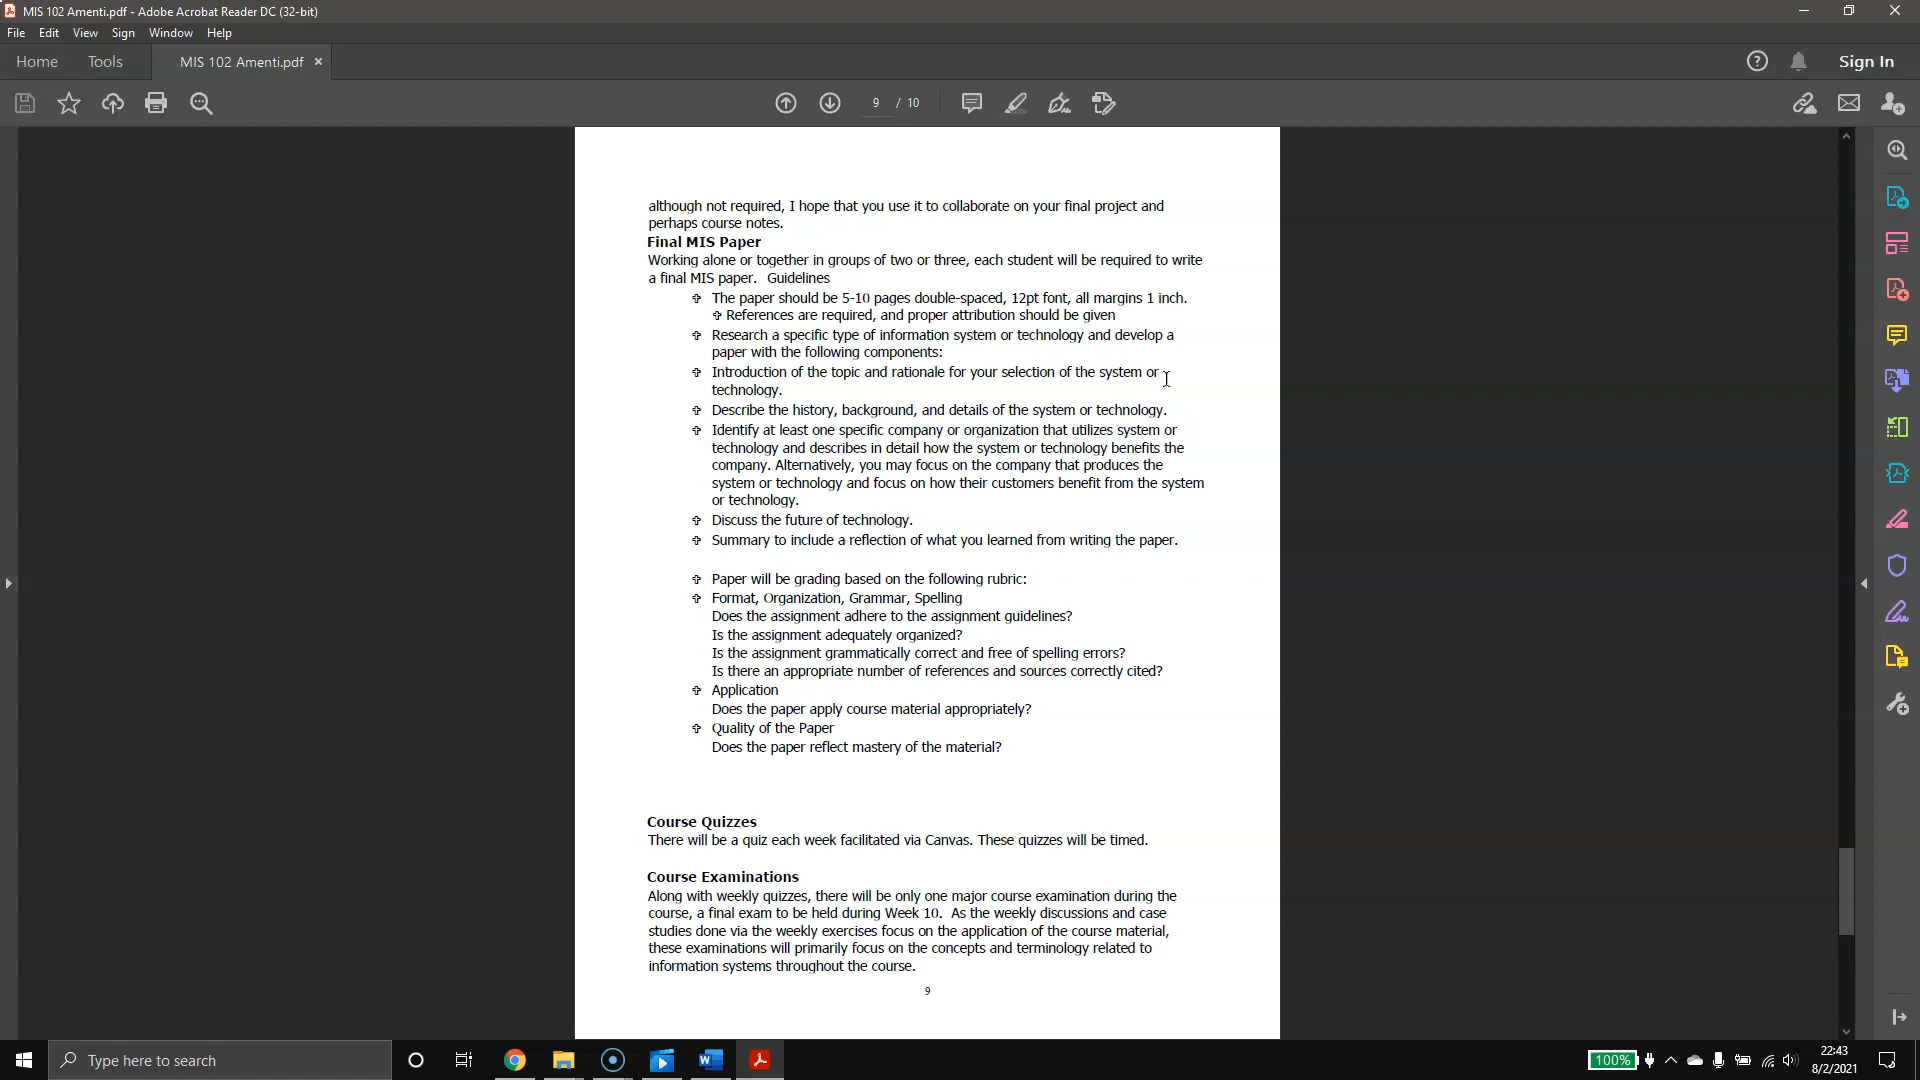 MIS 102 Amenti.pdf - Adobe Acrobat Reader DC (32-bit)
File Edit View Sign Window Help
Home Tools MIS 102 Amenti.pdf × Sign In
9 / 10
although not required, I hope that you use it to collaborate on your final project and
perhaps course notes.
Final MIS Paper
Working alone or together in groups of two or three, each student will be required to write
a final MIS paper. Guidelines
✞ The paper should be 5-10 pages double-spaced, 12pt font, all margins 1 inch.
✞ References are required, and proper attribution should be given
✞ Research a specific type of information system or technology and develop a
paper with the following components:
✞ Introduction of the topic and rationale for your selection of the system or
technology.
✞ Describe the history, background, and details of the system or technology.
✞ Identify at least one specific company or organization that utilizes system or
technology and describes in detail how the system or technology benefits the
company. Alternatively, you may focus on the company that produces the
system or technology and focus on how their customers benefit from the system
or technology.
✞ Discuss the future of technology.
✞ Summary to include a reflection of what you learned from writing the paper.
✞ Paper will be grading based on the following rubric:
✞ Format, Organization, Grammar, Spelling
Does the assignment adhere to the assignment guidelines?
Is the assignment adequately organized?
Is the assignment grammatically correct and free of spelling errors?
Is there an appropriate number of references and sources correctly cited?
✞ Application
Does the paper apply course material appropriately?
✞ Quality of the Paper
Does the paper reflect mastery of the material?
Course Quizzes
There will be a quiz each week facilitated via Canvas. These quizzes will be timed.
Course Examinations
Along with weekly quizzes, there will be only one major course examination during the
course, a final exam to be held during Week 10. As the weekly discussions and case
studies done via the weekly exercises focus on the application of the course material,
these examinations will primarily focus on the concepts and terminology related to
information systems throughout the course.
9
Type here to search
100%
22:43
8/2/2021